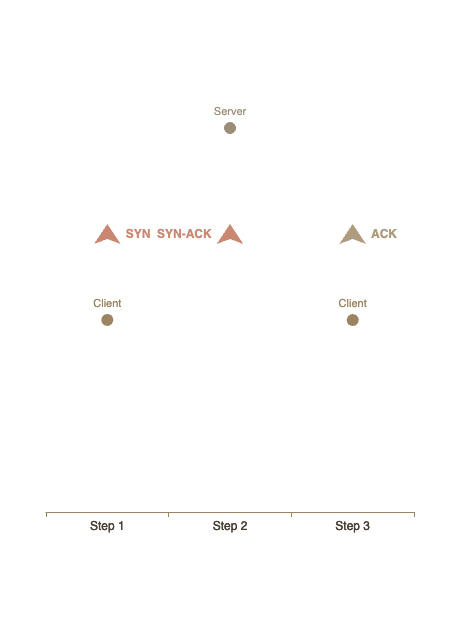 Server
SYN SYN-ACK ACK
Client Client
Step 1 Step 2 Step 3